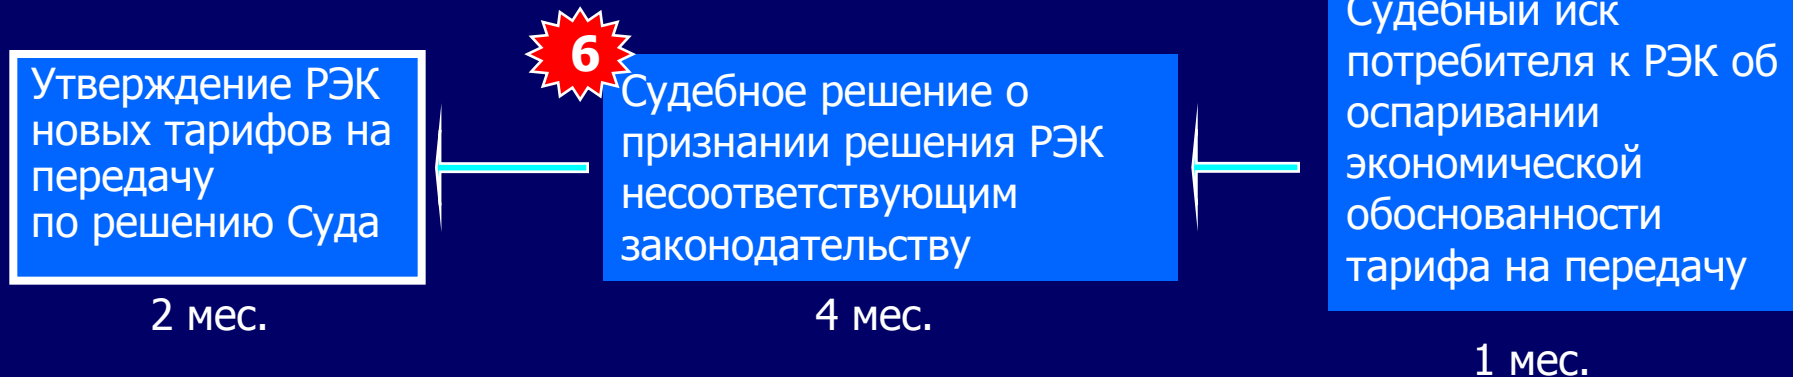 Утверждение РЭК
новых тарифов на
передачу
по решению Суда
2 мес.
6
Судебное решение о
признании решения РЭК
несоответствующим
законодательству
4 мес.
Судебный иск
потребителя к РЭК об
оспаривании
экономической
обоснованности
тарифа на передачу
1 мес.